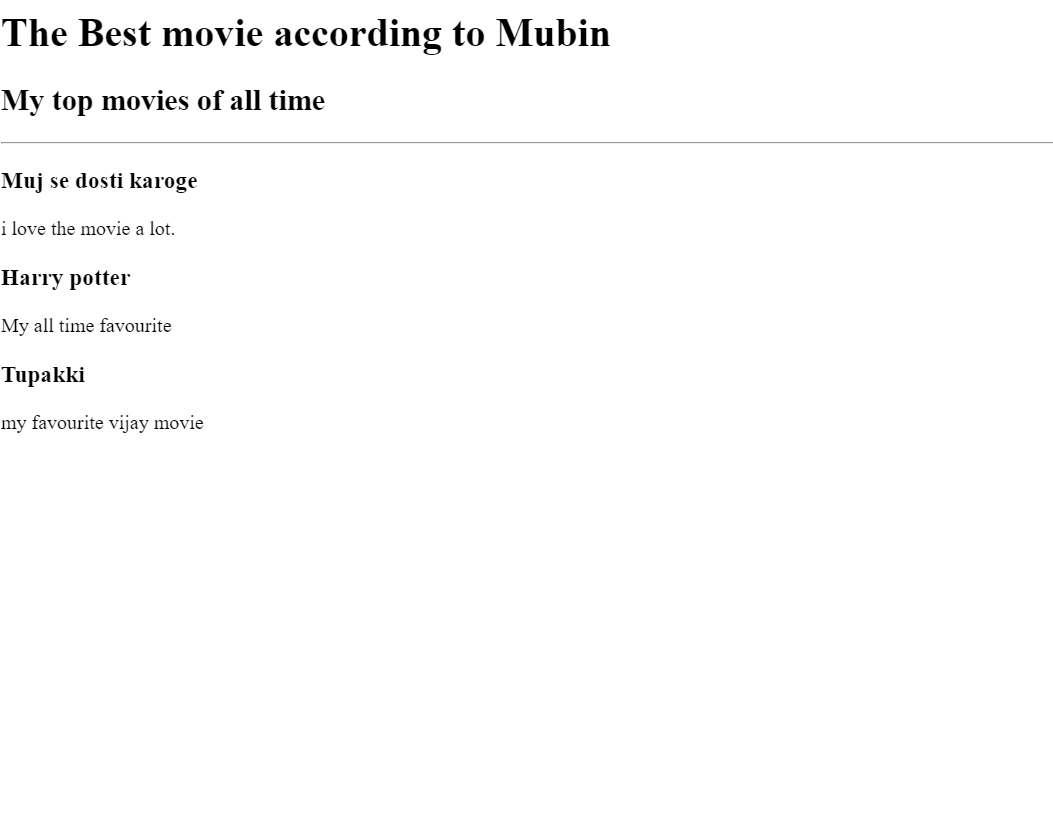 The Best movie according to Mubin
My top movies of all time
Muj se dosti karoge
i love the movie a lot.
Harry potter
My all time favourite
Tupakki
my favourite vijay movie